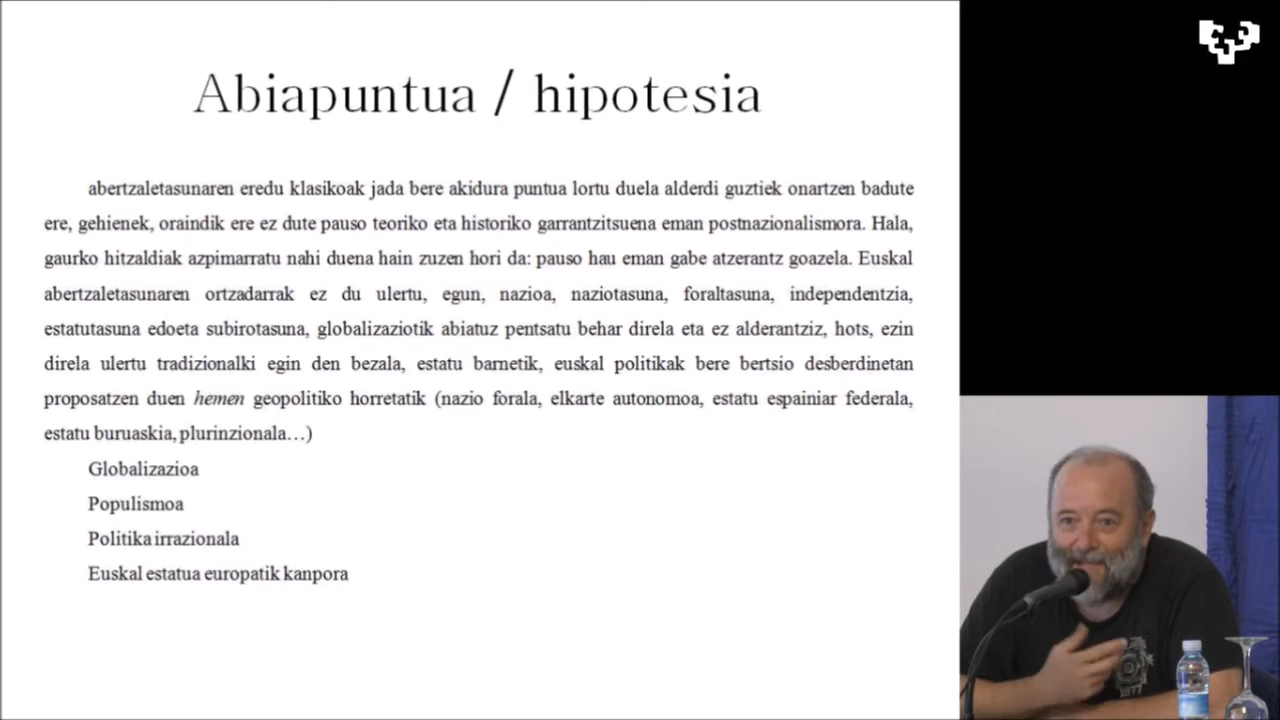 Abiapuntua / hipotesia
abertzaletasunaren eredu klasikoak jada bere akidura puntua lortu duela alderdi guztiek onartzen badute
ere, gehienek, oraindik ere ez dute pauso teoriko eta historiko garrantzitsuena eman postnazionalismora. Hala,
gaurko hitzaldiak azpimarratu nahi duena hain zuzen hori da: pauso hau eman gabe atzerantz goazela. Euskal
abertzaletasunaren ortzadarrak ez du ulertu, egun, nazioa, naziotasuna, foraltasuna, independentzia,
estatutasuna edoeta subirotasuna, globalizaziotik abiatuz pentsatu behar direla eta ez alderantziz, hots, ezin
direla ulertu tradizionalki egin den bezala, estatu barnetik, euskal politikak bere bertsio desberdinetan
proposatzen duen hemen geopolitiko horretatik (nazio forala, elkarte autonomoa, estatu espainiar federala,
estatu buruaskia, plurinzionala…)
Globalizazioa
Populismoa
Politika irrazionala
Euskal estatua europatik kanpora
1977